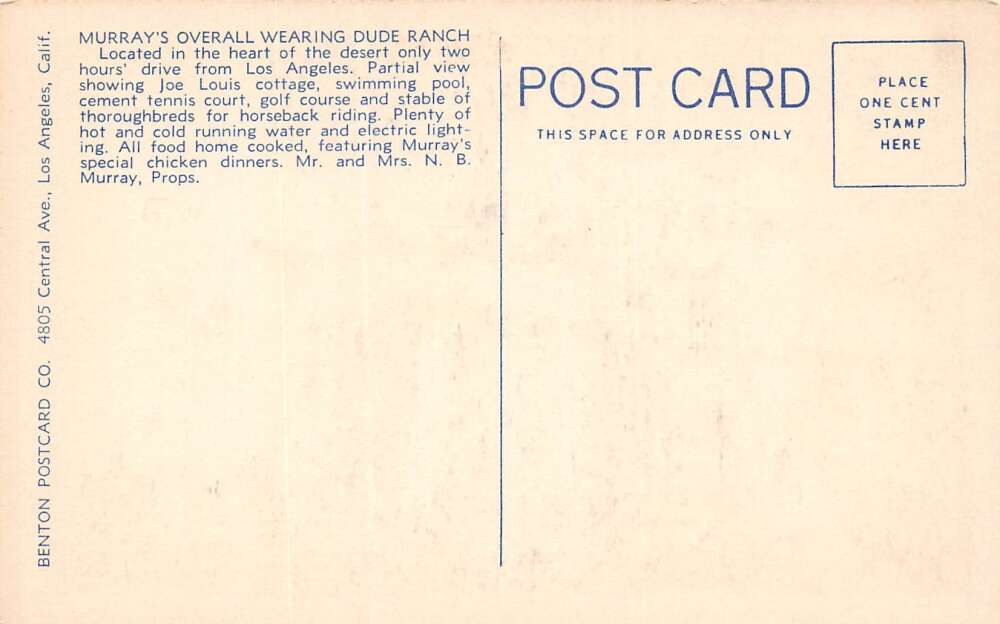 MURRAY'S OVERALL WEARING DUDE RANCH
Located in the heart of the desert only two
hours' drive from Los Angeles. Partial view
showing Joe Louis cottage, swimming pool,
cement tennis court, golf course and stable of
thoroughbreds for horseback riding. Plenty of
hot and cold running water and electric light-
ing. All food home cooked, featuring Murray's
special chicken dinners. Mr. and Mrs. N. B.
Murray, Props.
BENTON POSTCARD CO. 4805 Central Ave., Los Angeles, Calif.
POST CARD
THIS SPACE FOR ADDRESS ONLY
PLACE
ONE CENT
STAMP
HERE